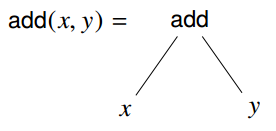 add(x, y) = add
x y